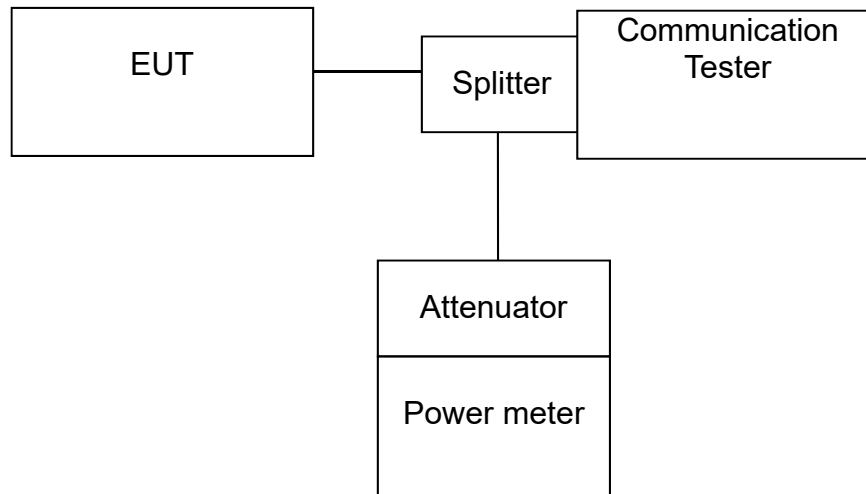 EUT
Splitter
Communication
Tester
Attenuator
Power meter